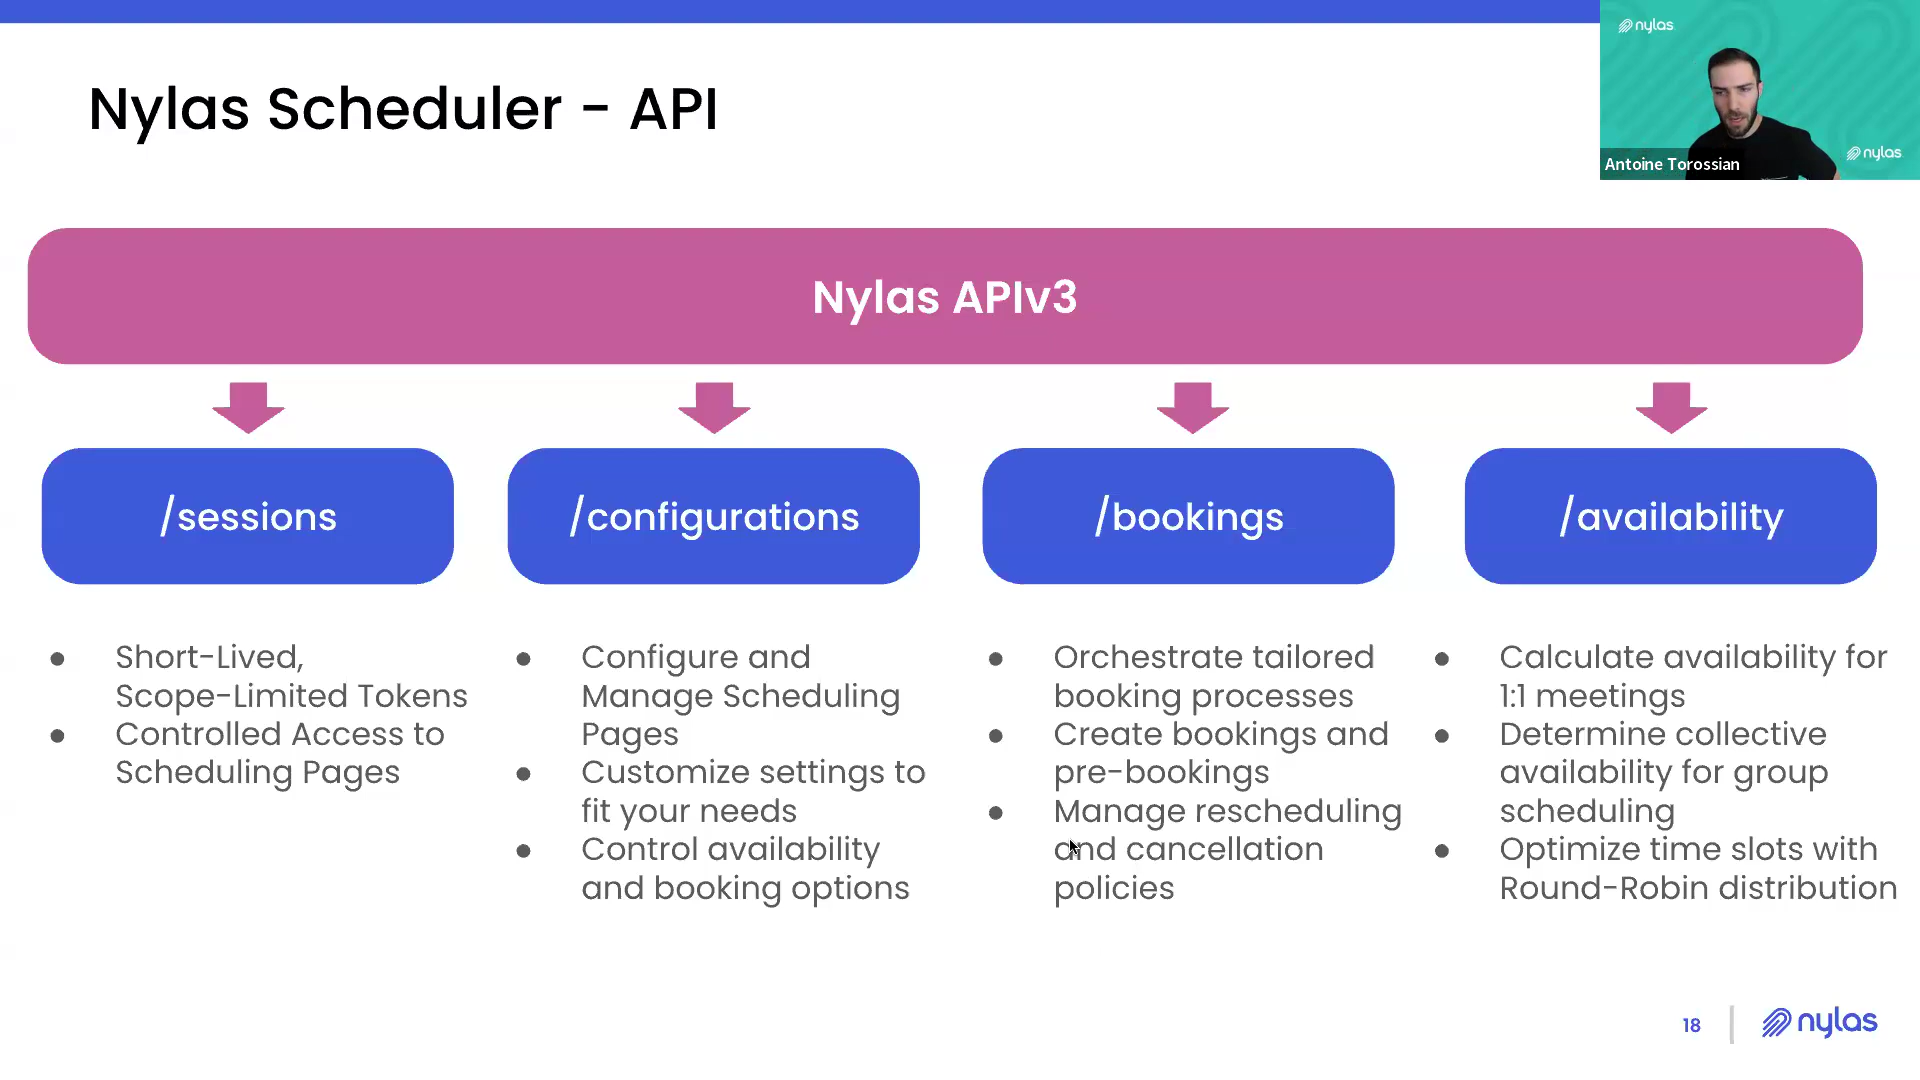 nylas
nylas
Antoine Torossian
Nylas Scheduler - API
Nylas APIv3
/sessions
/configurations
/bookings
/availability
● Short-Lived,
Scope-Limited Tokens
● Controlled Access to
Scheduling Pages
● Configure and
Manage Scheduling
Pages
● Customize settings to
fit your needs
● Control availability
and booking options
● Orchestrate tailored
booking processes
● Create bookings and
pre-bookings
● Manage rescheduling
and cancellation
policies
● Calculate availability for
1:1 meetings
● Determine collective
availability for group
scheduling
● Optimize time slots with
Round-Robin distribution
18
nylas